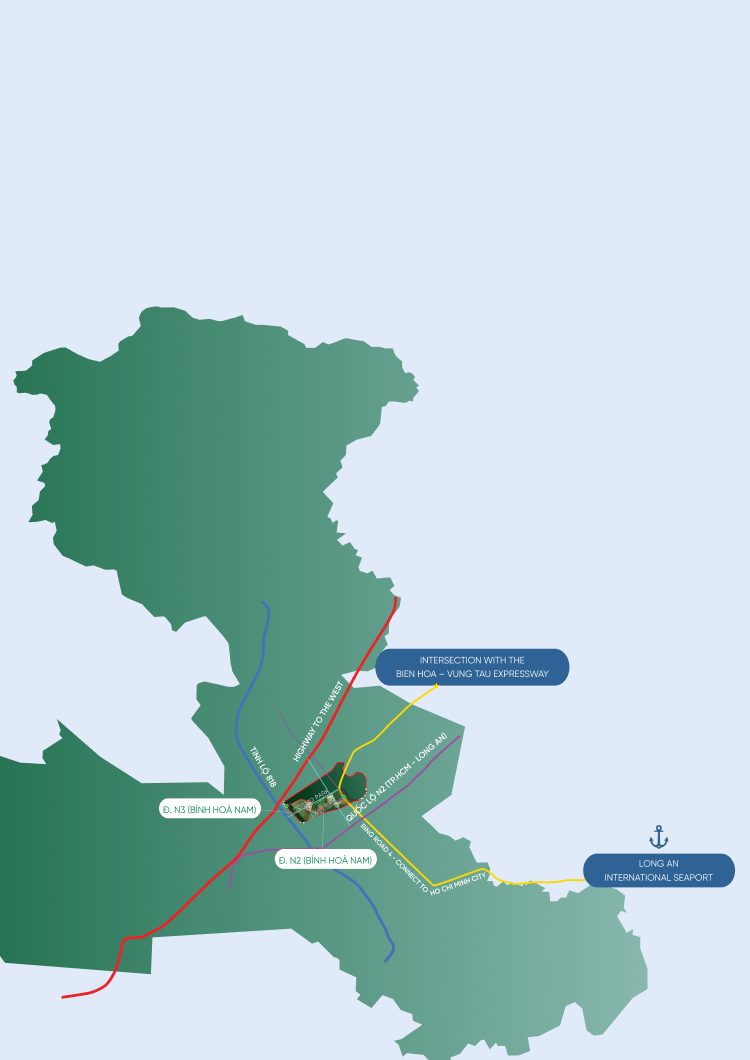 INTERSECTION WITH THE
BIEN HOA – VUNG TAU EXPRESSWAY
HIGHWAY TO THE WEST
TỈNH LỘ 818
QUỐC LỘ N2 (TP.HCM - LONG AN)
PARK
Đ. N3 (BÌNH HOÀ NAM)
RING ROAD 4 - CONNECT TO
HO CHI MINH CITY
Đ. N2 (BÌNH HOÀ NAM)
LONG AN
INTERNATIONAL SEAPORT